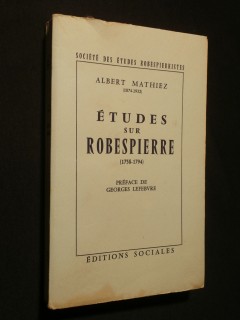 SOCIÉTÉ DES ÉTUDES ROBESPIERRISTES
ALBERT MATHIEZ
(1874-1932)
ÉTUDES
SUR
ROBESPIERRE
(1758-1794)
PRÉFACE DE
GEORGES LEFEBVRE
ÉDITIONS SOCIALES